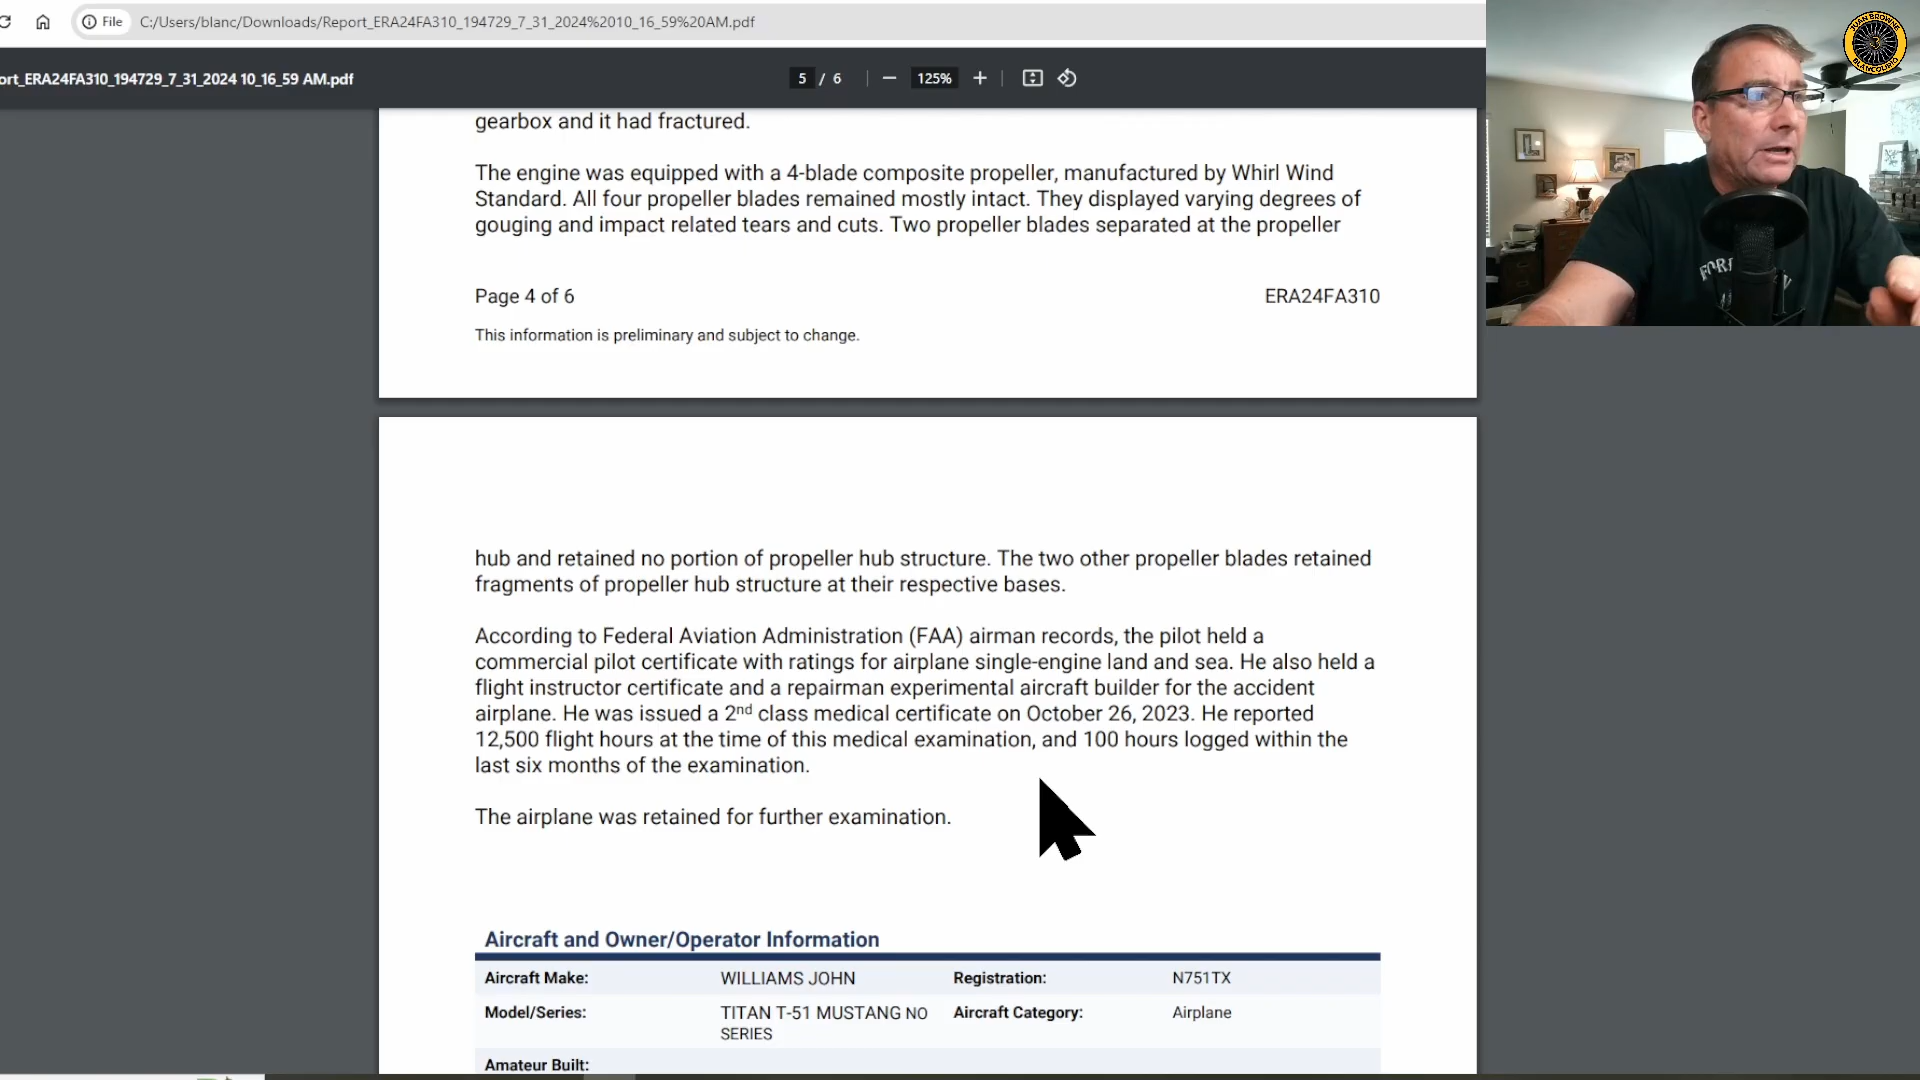 File
C:/Users/blanc/Downloads/Report_ERA24FA310_194729_7_31_2024%2010_16_59%20AM.pdf
JUAN BROWNE
BLANCOLIRIO
ort_ERA24FA310_194729_7_31_2024 10_16_59 AM.pdf
5 / 6
125%
gearbox and it had fractured.
The engine was equipped with a 4-blade composite propeller, manufactured by Whirl Wind
Standard. All four propeller blades remained mostly intact. They displayed varying degrees of
gouging and impact related tears and cuts. Two propeller blades separated at the propeller
Page 4 of 6
ERA24FA310
This information is preliminary and subject to change.
hub and retained no portion of propeller hub structure. The two other propeller blades retained
fragments of propeller hub structure at their respective bases.
According to Federal Aviation Administration (FAA) airman records, the pilot held a
commercial pilot certificate with ratings for airplane single-engine land and sea. He also held a
flight instructor certificate and a repairman experimental aircraft builder for the accident
airplane. He was issued a 2nd class medical certificate on October 26, 2023. He reported
12,500 flight hours at the time of this medical examination, and 100 hours logged within the
last six months of the examination.
The airplane was retained for further examination.
Aircraft and Owner/Operator Information
Aircraft Make: WILLIAMS JOHN Registration: N751TX
Model/Series: TITAN T-51 MUSTANG NO Aircraft Category: Airplane
SERIES
Amateur Built: